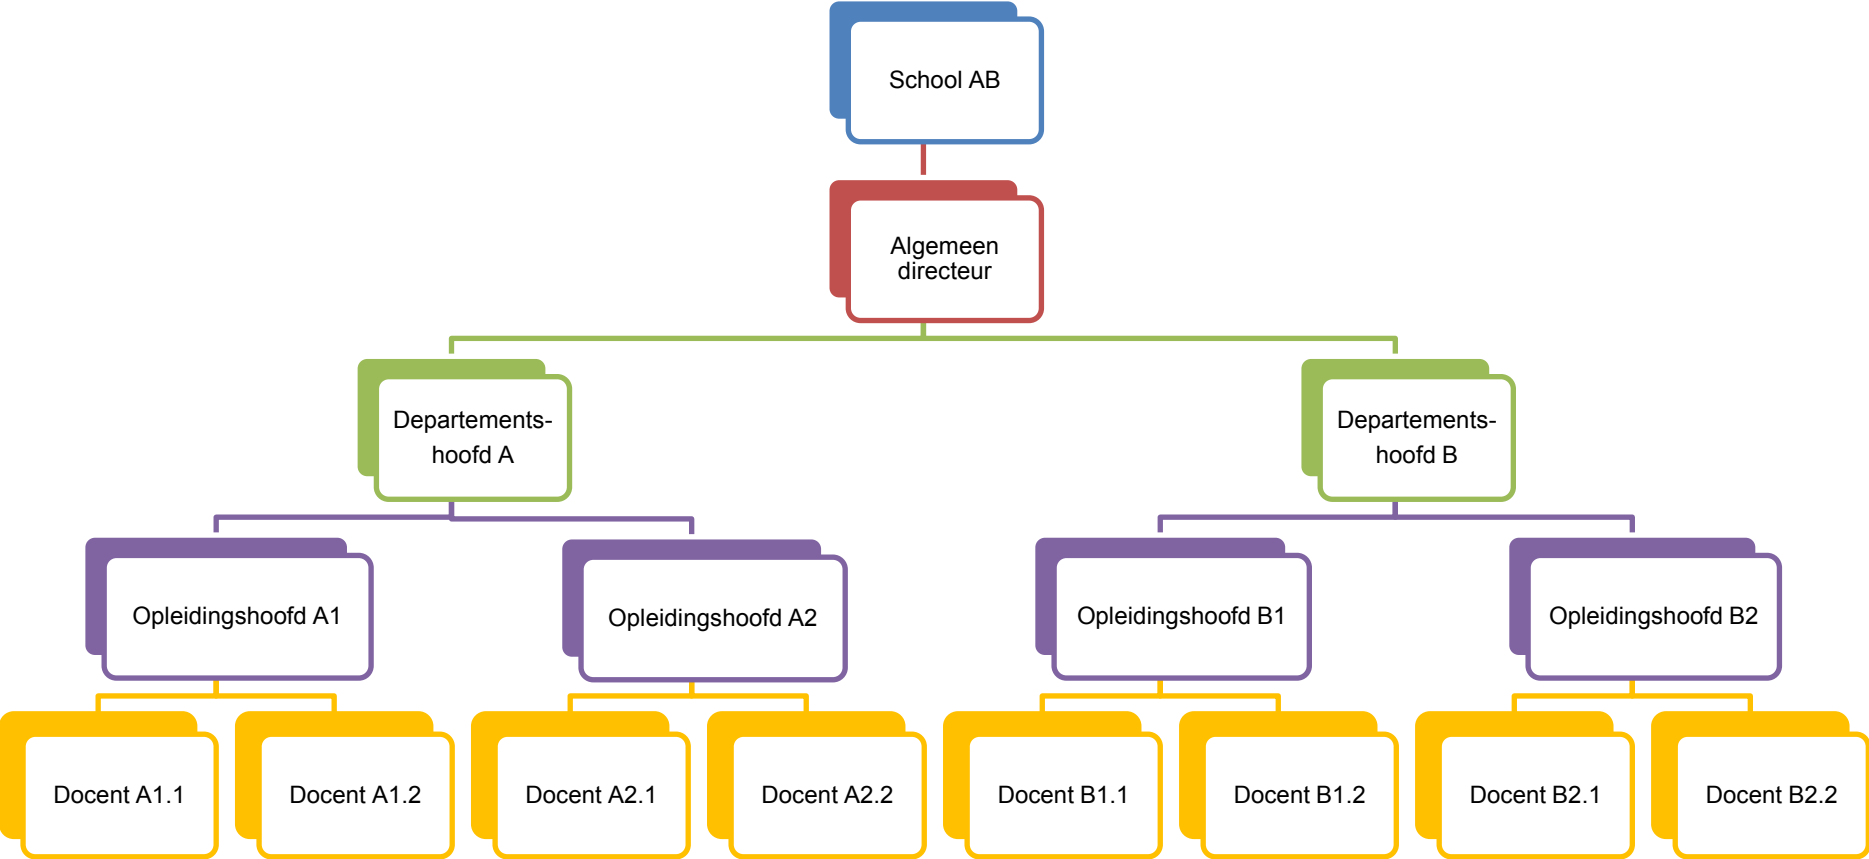 School AB
Algemeen
directeur
Departements-
hoofd A
Departements-
hoofd B
Opleidingshoofd A1
Opleidingshoofd A2
Opleidingshoofd B1
Opleidingshoofd B2
Docent A1.1
Docent A1.2
Docent A2.1
Docent A2.2
Docent B1.1
Docent B1.2
Docent B2.1
Docent B2.2